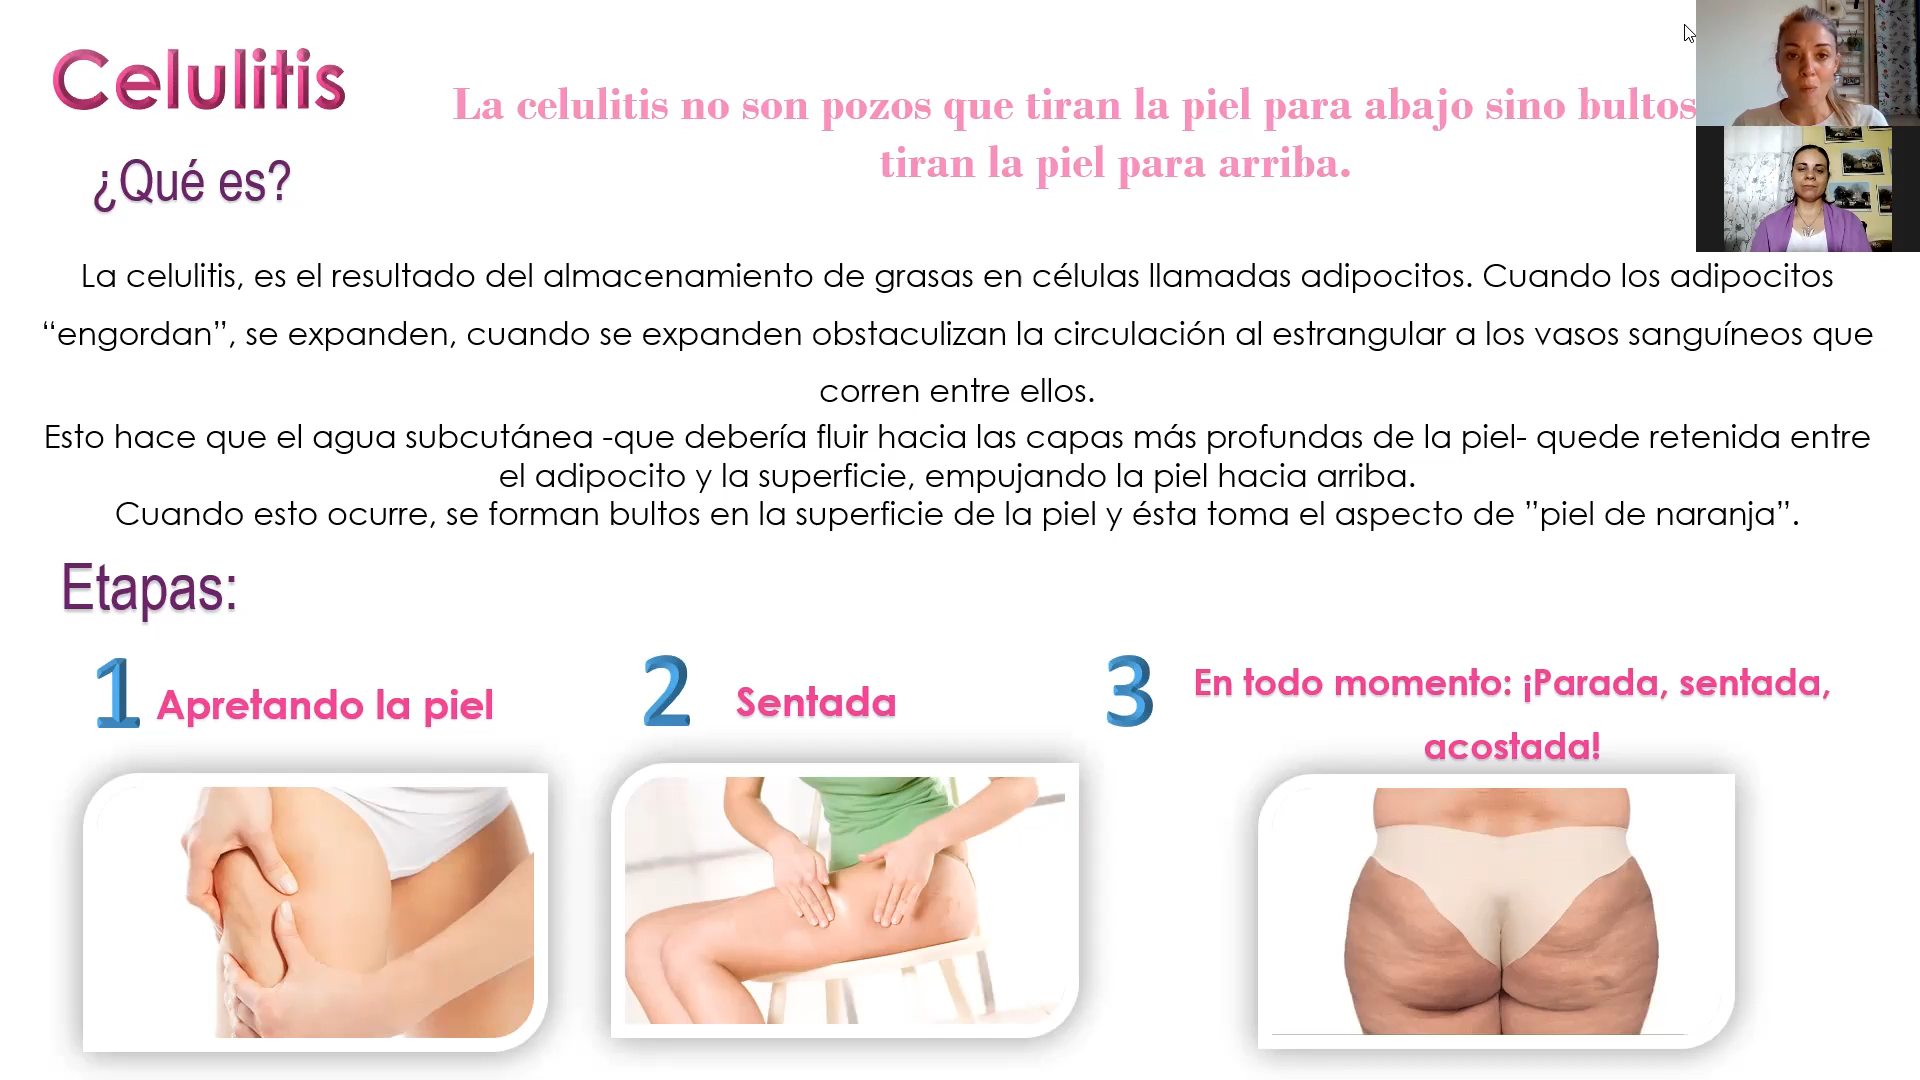 Celulitis
La celulitis no son pozos que tiran la piel para abajo sino bultos
tiran la piel para arriba.
¿Qué es?
La celulitis, es el resultado del almacenamiento de grasas en células llamadas adipocitos. Cuando los adipocitos
“engordan”, se expanden, cuando se expanden obstaculizan la circulación al estrangular a los vasos sanguíneos que
corren entre ellos.
Esto hace que el agua subcutánea -que debería fluir hacia las capas más profundas de la piel- quede retenida entre
el adipocito y la superficie, empujando la piel hacia arriba.
Cuando esto ocurre, se forman bultos en la superficie de la piel y ésta toma el aspecto de ”piel de naranja”.
Etapas:
1 Apretando la piel
2 Sentada
3 En todo momento: ¡Parada, sentada,
acostada!